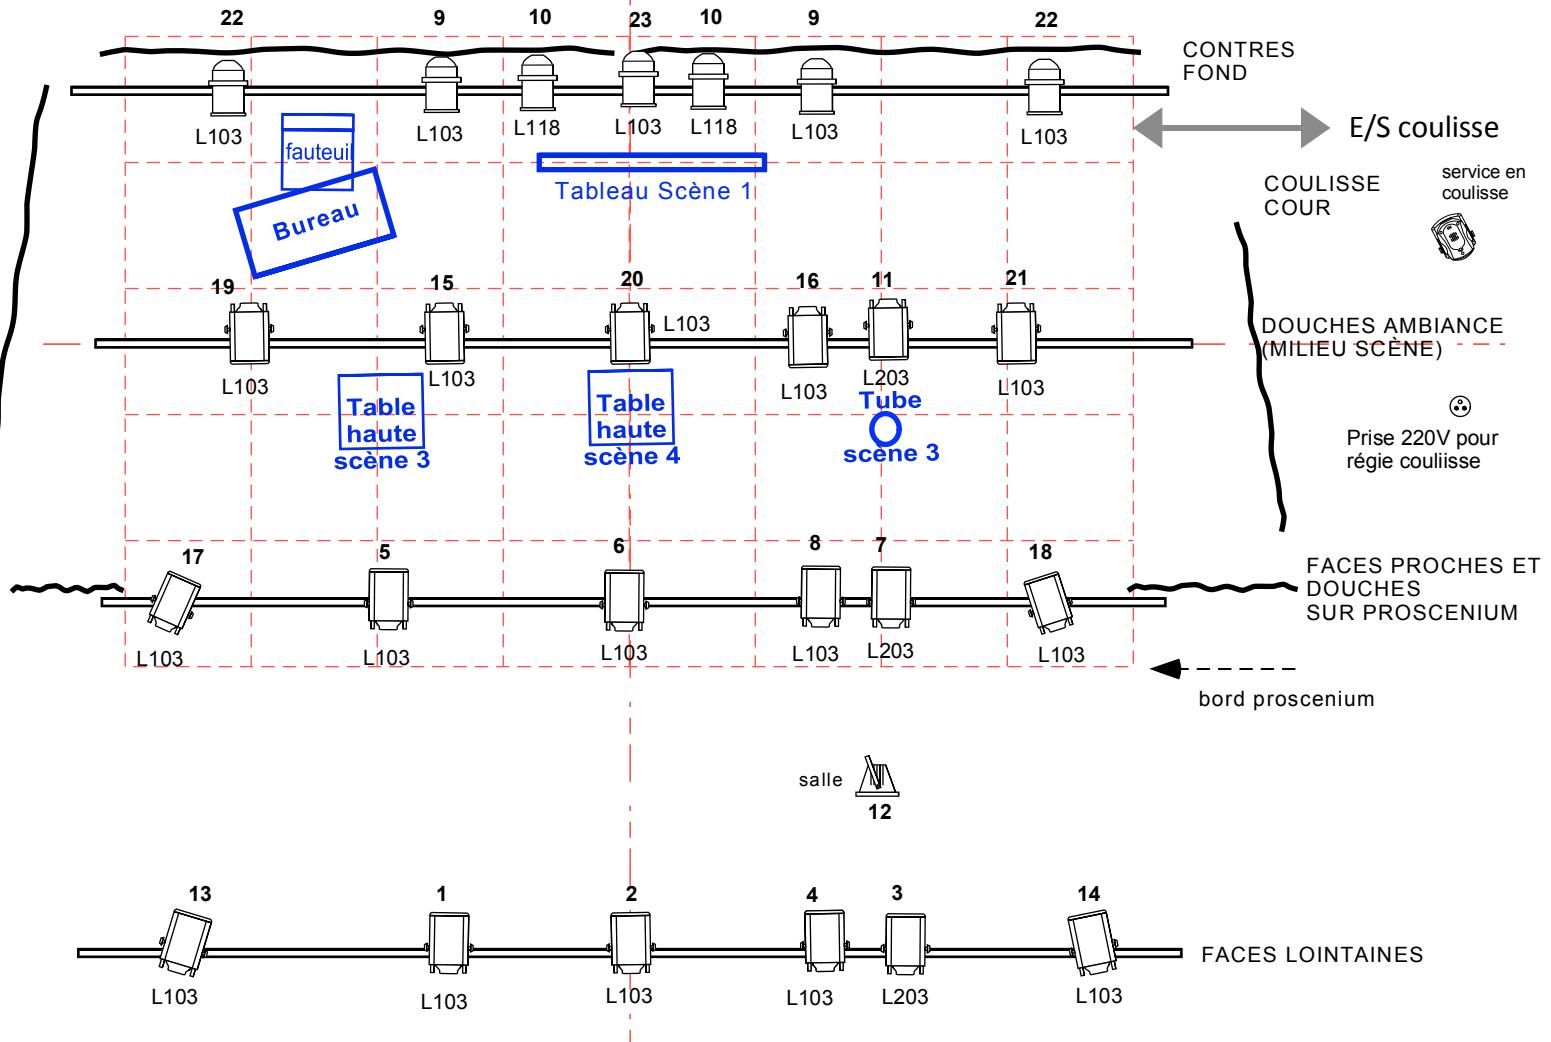 22 9 10 23 10 9 22
CONTRES
FOND
L103 L103 L118 L103 L118 L103 L103
E/S coulisse
fauteuil
Bureau
Tableau Scène 1
COULISSE
COUR
service en
coulisse
19 15 20 16 11 21
L103
DOUCHES AMBIANCE
(MILIEU SCÈNE)
L103 L103 L103 L203 L103
Table
haute
scène 3
Table
haute
scène 4
Tube
scène 3
Prise 220V pour
régie couliisse
17 5 6 8 7 18
FACES PROCHES ET
DOUCHES
SUR PROSCENIUM
L103 L103 L103 L103 L203 L103
bord proscenium
salle
12
13 1 2 4 3 14
FACES LOINTAINES
L103 L103 L103 L103 L203 L103